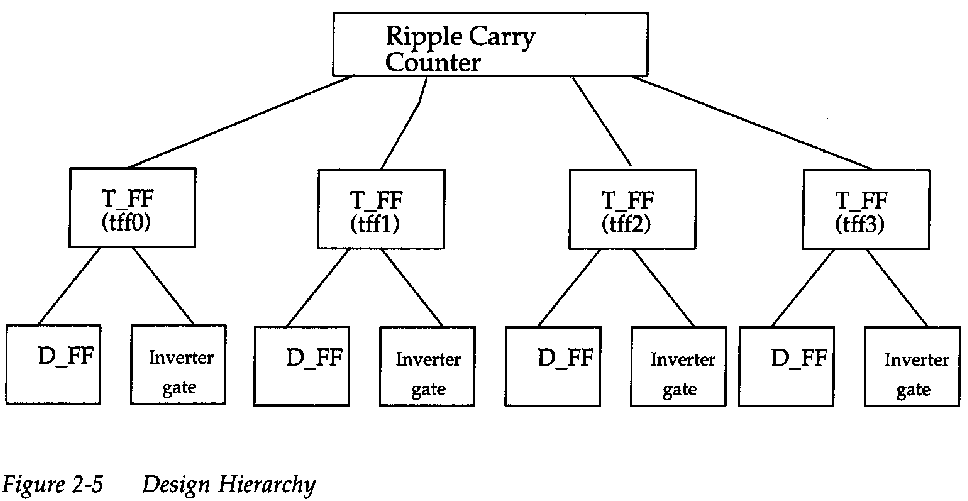 Ripple Carry
Counter
T_FF
(tff0)
T_FF
(tff1)
T_FF
(tff2)
T_FF
(tff3)
D_FF
Inverter
gate
D_FF
Inverter
gate
D_FF
Inverter
gate
D_FF
Inverter
gate
Figure 2-5 Design Hierarchy